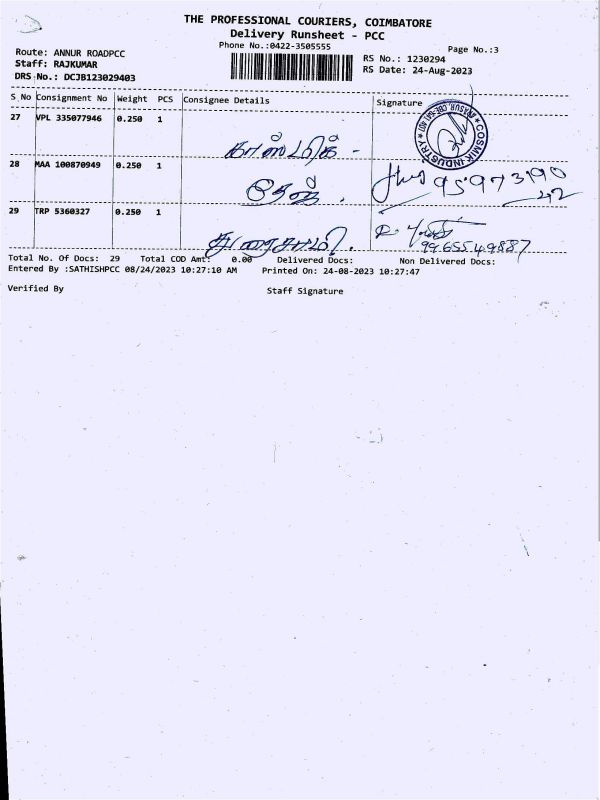 THE PROFESSIONAL COURIERS, COIMBATORE
Delivery Runsheet - PCC
Phone No.:0422-3505555
Page No.:3
Route: ANNUR ROADPCC
Staff: RAJKUMAR
DRS No.: DCJB123029403
RS No.: 1230294
RS Date: 24-Aug-2023
S No Consignment No Weight PCS Consignee Details Signature
27 VPL 335077946 0.250 1
COSMIK INDUSTRY
28 MAA 100870949 0.250 1
29 TRP 5360327 0.250 1
துரைசாமி.
9965549887
Total No. Of Docs: 29 Total COD Amt: 0.00 Delivered Docs: Non Delivered Docs:
Entered By :SATHISHPCC 08/24/2023 10:27:10 AM Printed On: 24-08-2023 10:27:47
Verified By Staff Signature